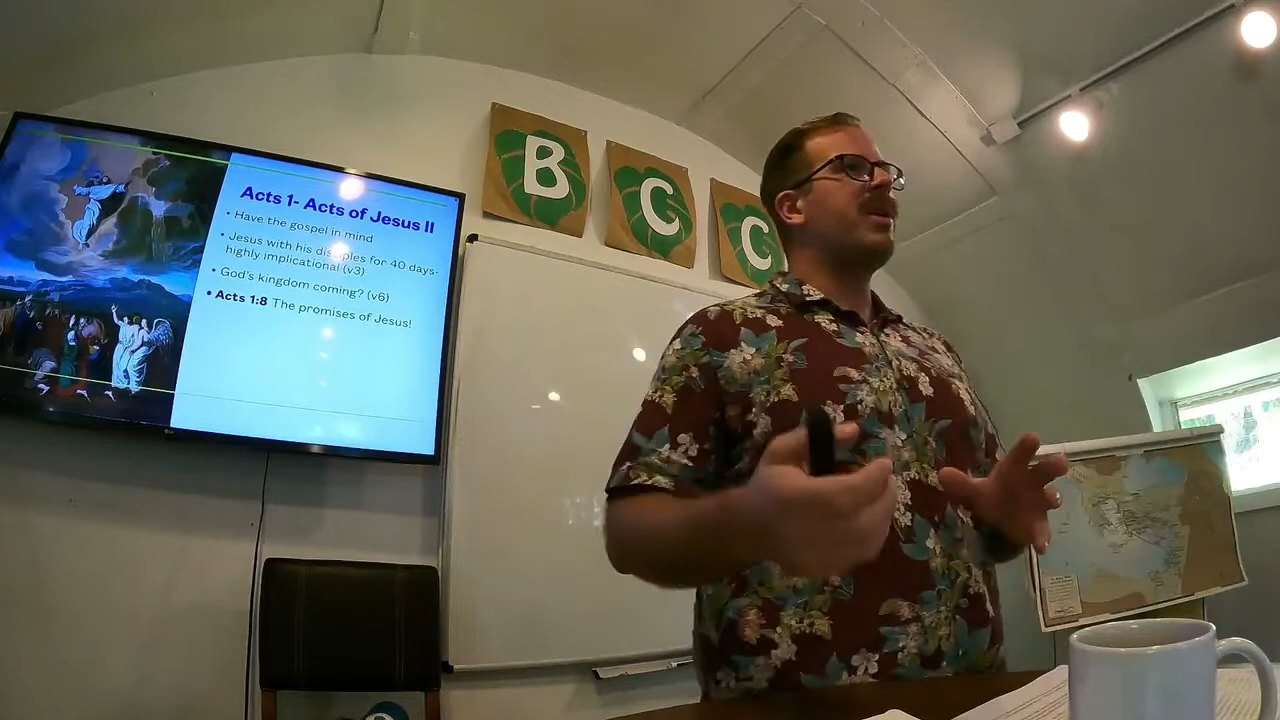 Acts 1- Acts of Jesus II
• Have the gospel in mind
• Jesus with his disciples for 40 days-
highly implicational (v3)
• God's kingdom coming? (v6)
• Acts 1:8 The promises of Jesus!
B
C
C